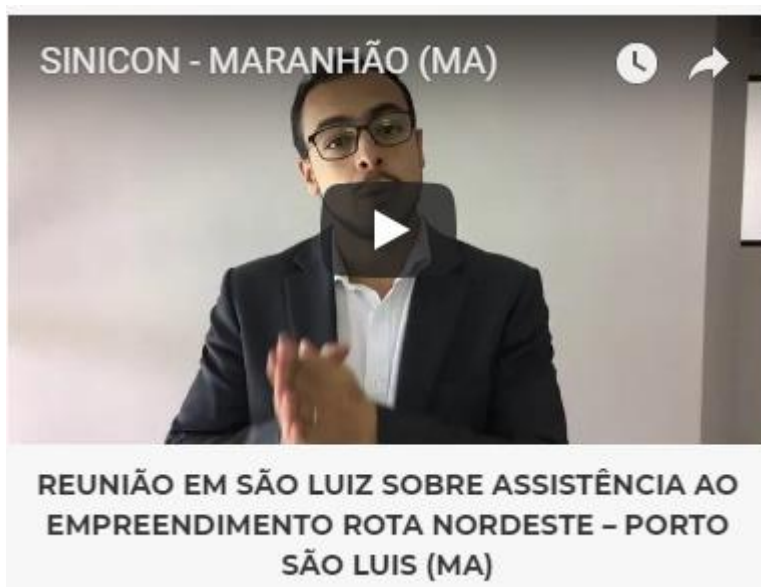 SINICON - MARANHÃO (MA)
REUNIÃO EM SÃO LUIZ SOBRE ASSISTÊNCIA AO
EMPREENDIMENTO ROTA NORDESTE – PORTO
SÃO LUIS (MA)